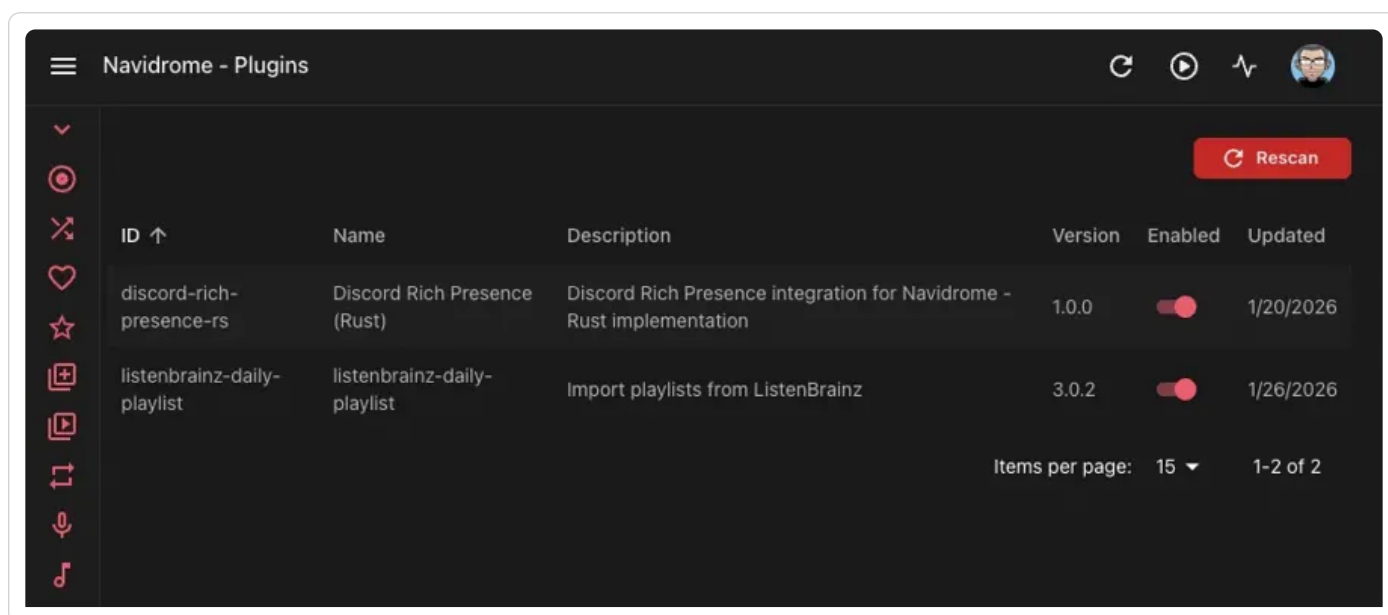 Navidrome - Plugins
Rescan
ID Name Description Version Enabled Updated
discord-rich-presence-rs Discord Rich Presence (Rust) Discord Rich Presence integration for Navidrome - Rust implementation 1.0.0 1/20/2026
listenbrainz-daily-playlist listenbrainz-daily-playlist Import playlists from ListenBrainz 3.0.2 1/26/2026
Items per page: 15 1-2 of 2